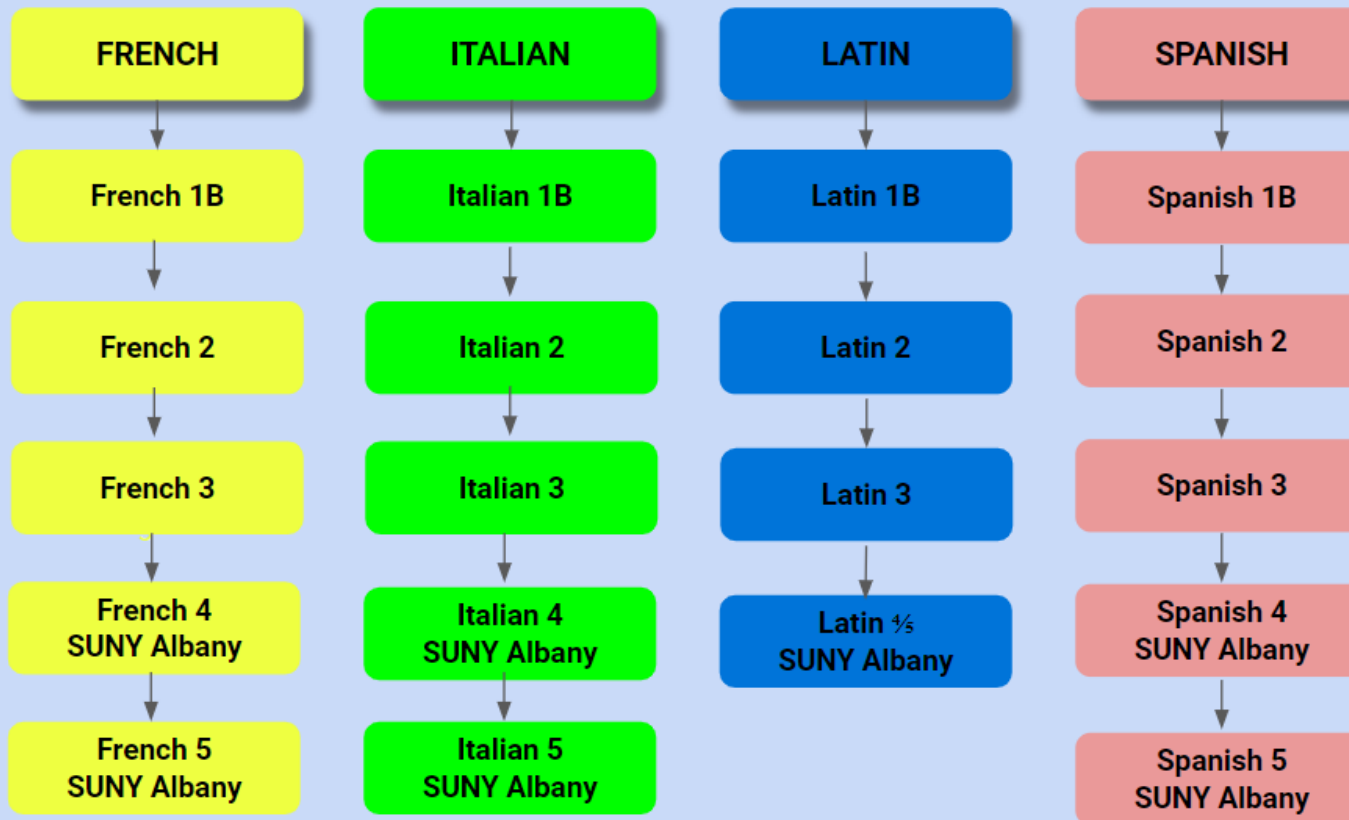 FRENCH
ITALIAN
LATIN
SPANISH
French 1B
Italian 1B
Latin 1B
Spanish 1B
French 2
Italian 2
Latin 2
Spanish 2
French 3
Italian 3
Latin 3
Spanish 3
French 4
SUNY Albany
Italian 4
SUNY Albany
Latin ⅘
SUNY Albany
Spanish 4
SUNY Albany
French 5
SUNY Albany
Italian 5
SUNY Albany
Spanish 5
SUNY Albany